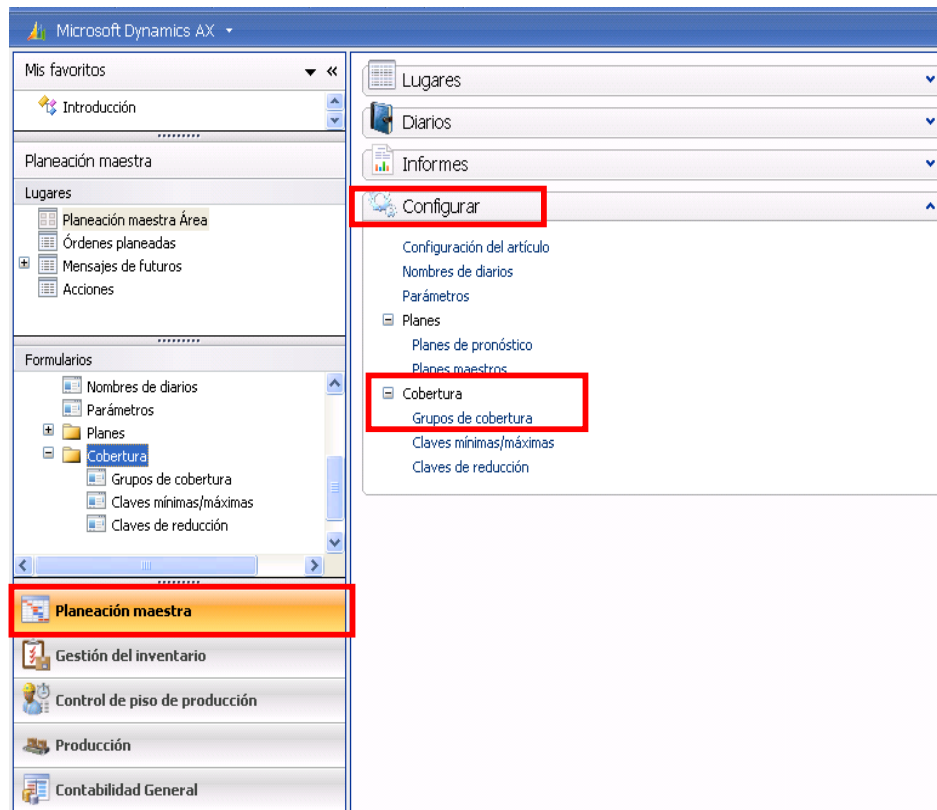 Microsoft Dynamics AX
Mis favoritos
Introducción
Planeación maestra
Lugares
Planeación maestra Área
Órdenes planeadas
Mensajes de futuros
Acciones
Formularios
Nombres de diarios
Parámetros
Planes
Cobertura
Grupos de cobertura
Claves mínimas/máximas
Claves de reducción
Planeación maestra
Gestión del inventario
Control de piso de producción
Producción
Contabilidad General
Lugares
Diarios
Informes
Configurar
Configuración del artículo
Nombres de diarios
Parámetros
Planes
Planes de pronóstico
Planes maestros
Cobertura
Grupos de cobertura
Claves mínimas/máximas
Claves de reducción